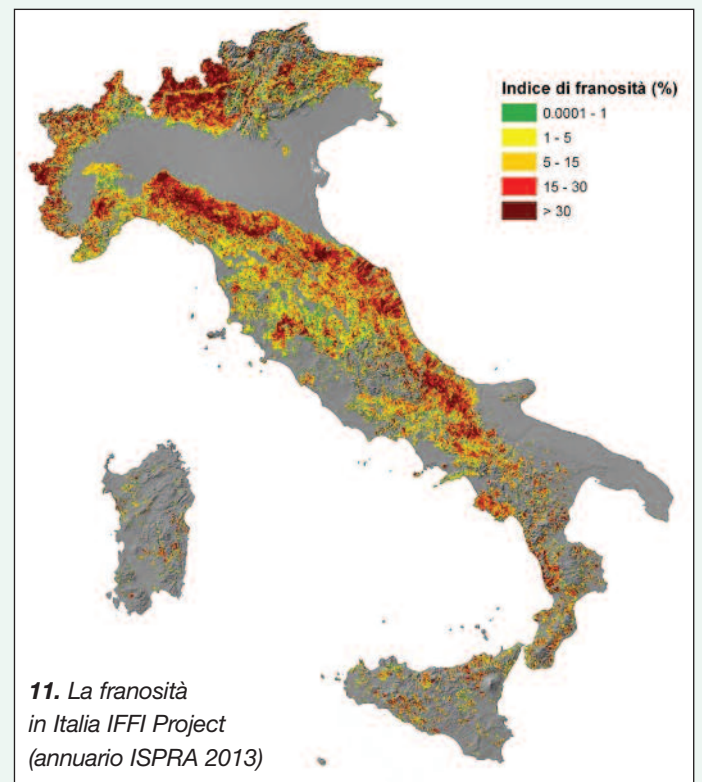 Indice di franosità (%)
0.0001 - 1
1 - 5
5 - 15
15 - 30
> 30
11. La franosità
in Italia IFFI Project
(annuario ISPRA 2013)